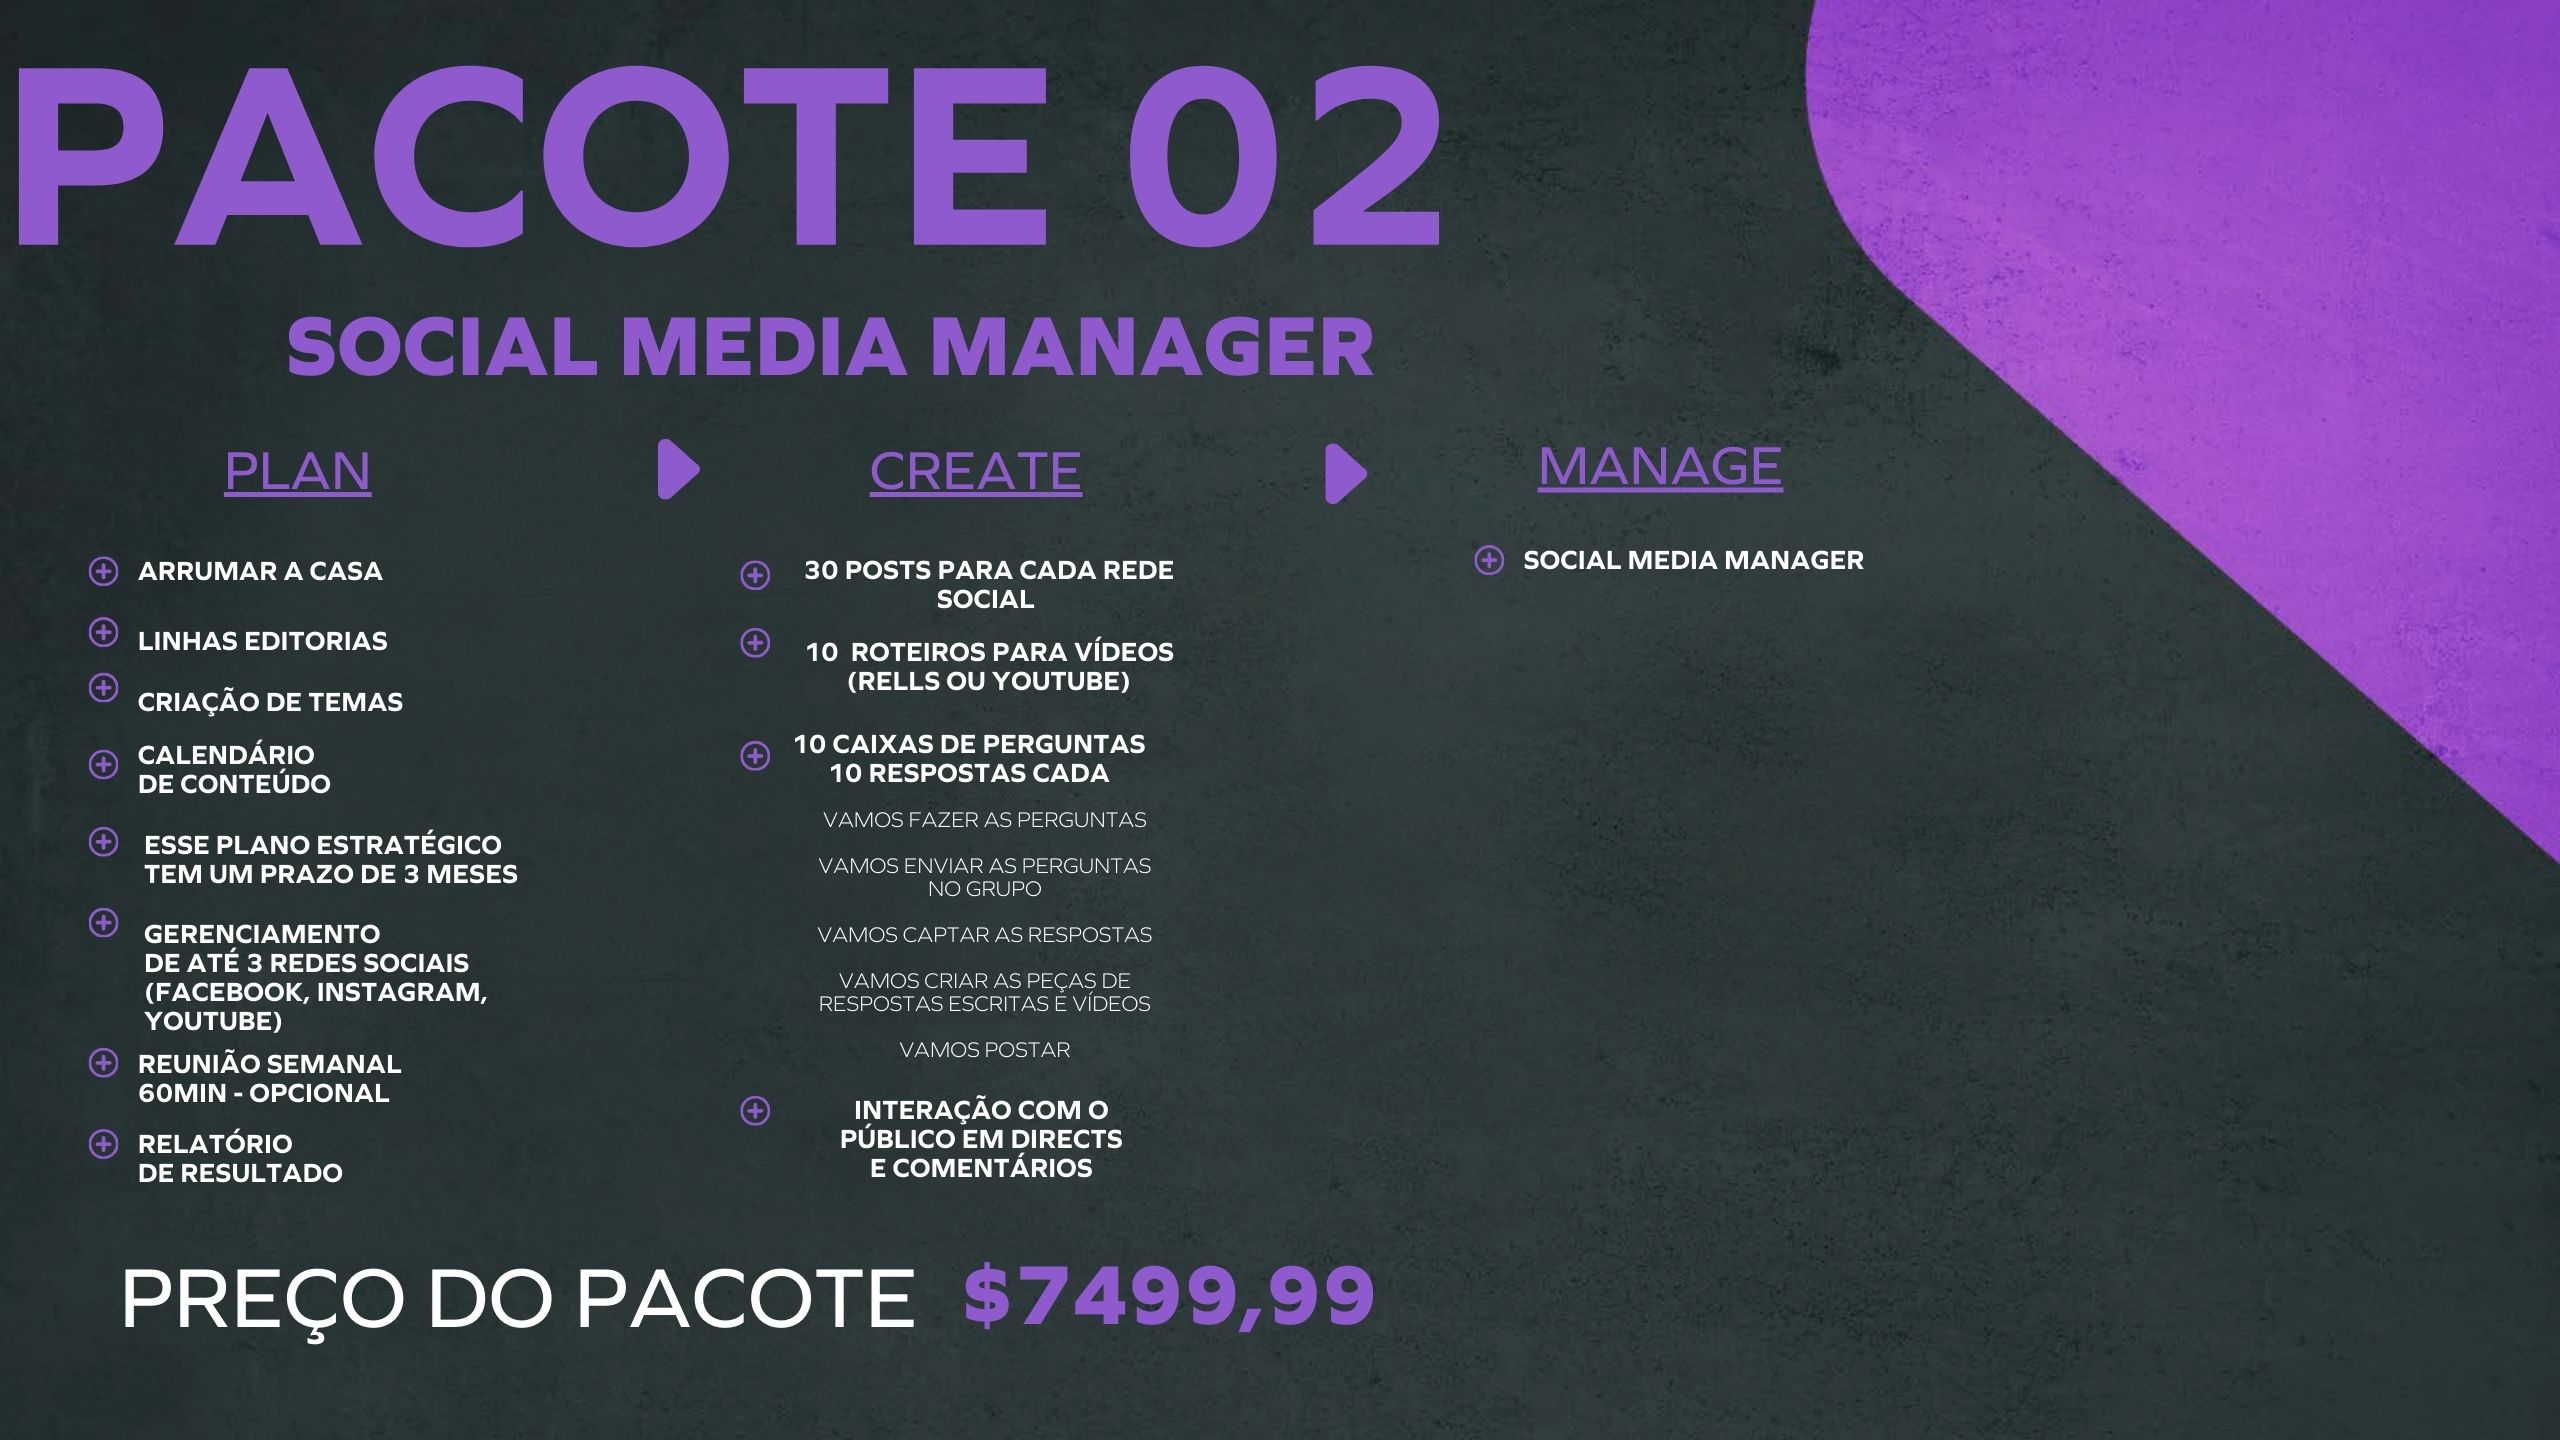 PACOTE 02
SOCIAL MEDIA MANAGER
PLAN
ARRUMAR A CASA
LINHAS EDITORIAS
CRIAÇÃO DE TEMAS
CALENDÁRIO
DE CONTEÚDO
ESSE PLANO ESTRATÉGICO
TEM UM PRAZO DE 3 MESES
GERENCIAMENTO
DE ATÉ 3 REDES SOCIAIS
(FACEBOOK, INSTAGRAM,
YOUTUBE)
REUNIÃO SEMANAL
60MIN - OPCIONAL
RELATÓRIO
DE RESULTADO
CREATE
30 POSTS PARA CADA REDE
SOCIAL
10 ROTEIROS PARA VÍDEOS
(RELLS OU YOUTUBE)
10 CAIXAS DE PERGUNTAS
10 RESPOSTAS CADA
VAMOS FAZER AS PERGUNTAS
VAMOS ENVIAR AS PERGUNTAS
NO GRUPO
VAMOS CAPTAR AS RESPOSTAS
VAMOS CRIAR AS PEÇAS DE
RESPOSTAS ESCRITAS E VÍDEOS
VAMOS POSTAR
INTERAÇÃO COM O
PÚBLICO EM DIRECTS
E COMENTÁRIOS
MANAGE
SOCIAL MEDIA MANAGER
PREÇO DO PACOTE $7499,99